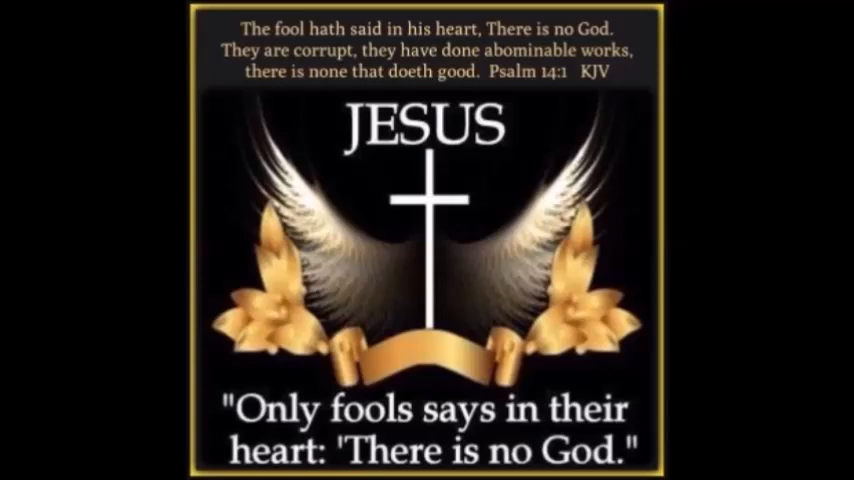 The fool hath said in his heart, There is no God.
They are corrupt, they have done abominable works,
there is none that doeth good. Psalm 14:1 KJV
JESUS
"Only fools says in their
heart: 'There is no God."